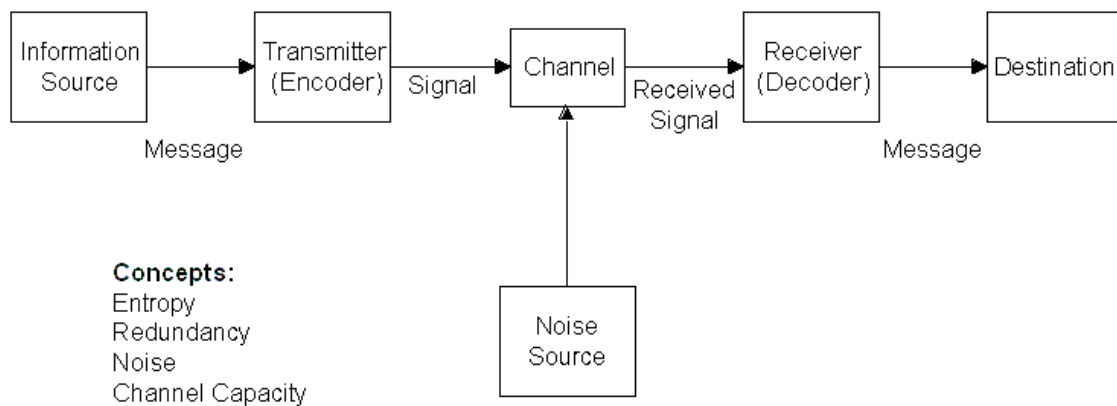 Information
Source
Transmitter
(Encoder)
Channel
Receiver
(Decoder)
Destination
Signal
Received
Signal
Message
Message
Concepts:
Entropy
Redundancy
Noise
Channel Capacity
Noise
Source